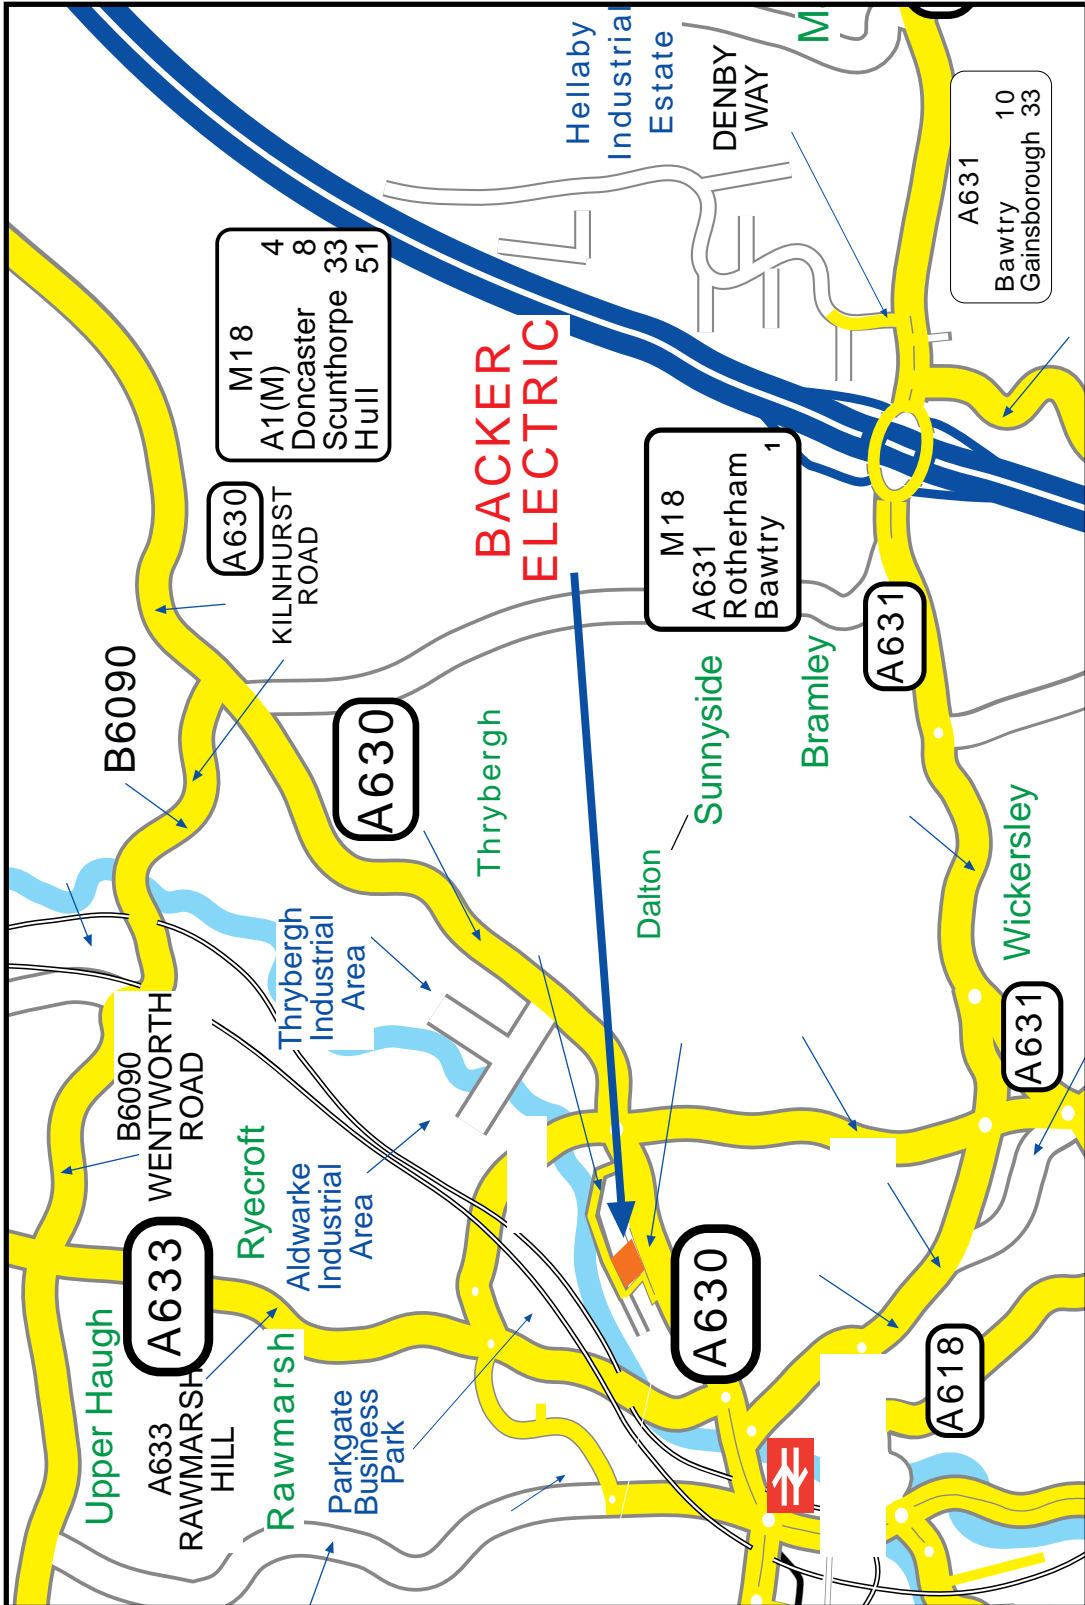 Hellaby
Industrial
Estate
DENBY
WAY
M
A631
Bawtry 10
Gainsborough 33
M18
A1(M) 4
Doncaster 8
Scunthorpe 33
Hull 51
BACKER
ELECTRIC
A630
KILNHURST
ROAD
M18
A631
Rotherham
Bawtry 1
B6090
A630
Thrybergh
Sunnyside
Bramley
A631
Dalton
Wickersley
Thrybergh
Industrial
Area
B6090
WENTWORTH
ROAD
A631
Ryecroft
Aldwarke
Industrial
Area
A633
Upper Haugh
A633
RAWMARSH
HILL
Rawmarsh
Parkgate
Business
Park
A630
A618